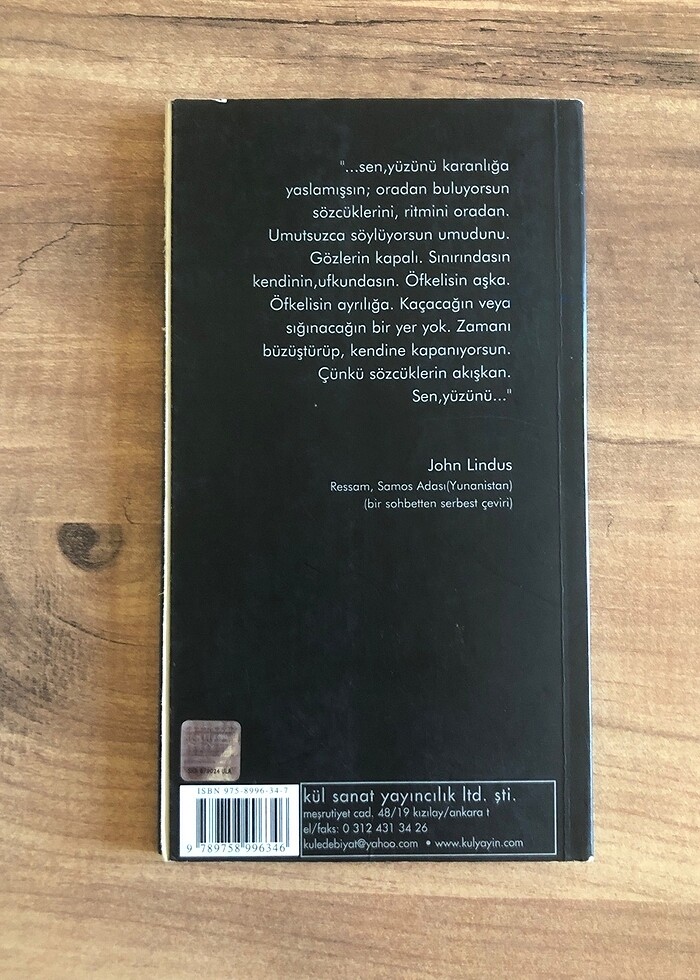 "...sen,yüzünü karanlığa
yaslamışsın; oradan buluyorsun
sözcüklerini, ritmini oradan.
Umutsuzca söylüyorsun umudunu.
Gözlerin kapalı. Sınırındasın
kendinin,ufkundasın. Öfkelisin aşka.
Öfkelisin ayrılığa. Kaçacağın veya
sığınacağın bir yer yok. Zamanı
büzüştürüp, kendine kapanıyorsun.
Çünkü sözcüklerin akışkan.
Sen,yüzünü..."
John Lindus
Ressam, Samos Adası(Yunanistan)
(bir sohbetten serbest çeviri)
ISBN 975-8996-34-7
9 789758 996346
kül sanat yayıncılık ltd. şti.
meşrutiyet cad. 48/19 kızılay/ankara t
el/faks: 0 312 431 34 26
kuledebiyat@yahoo.com • www.kulyayin.com